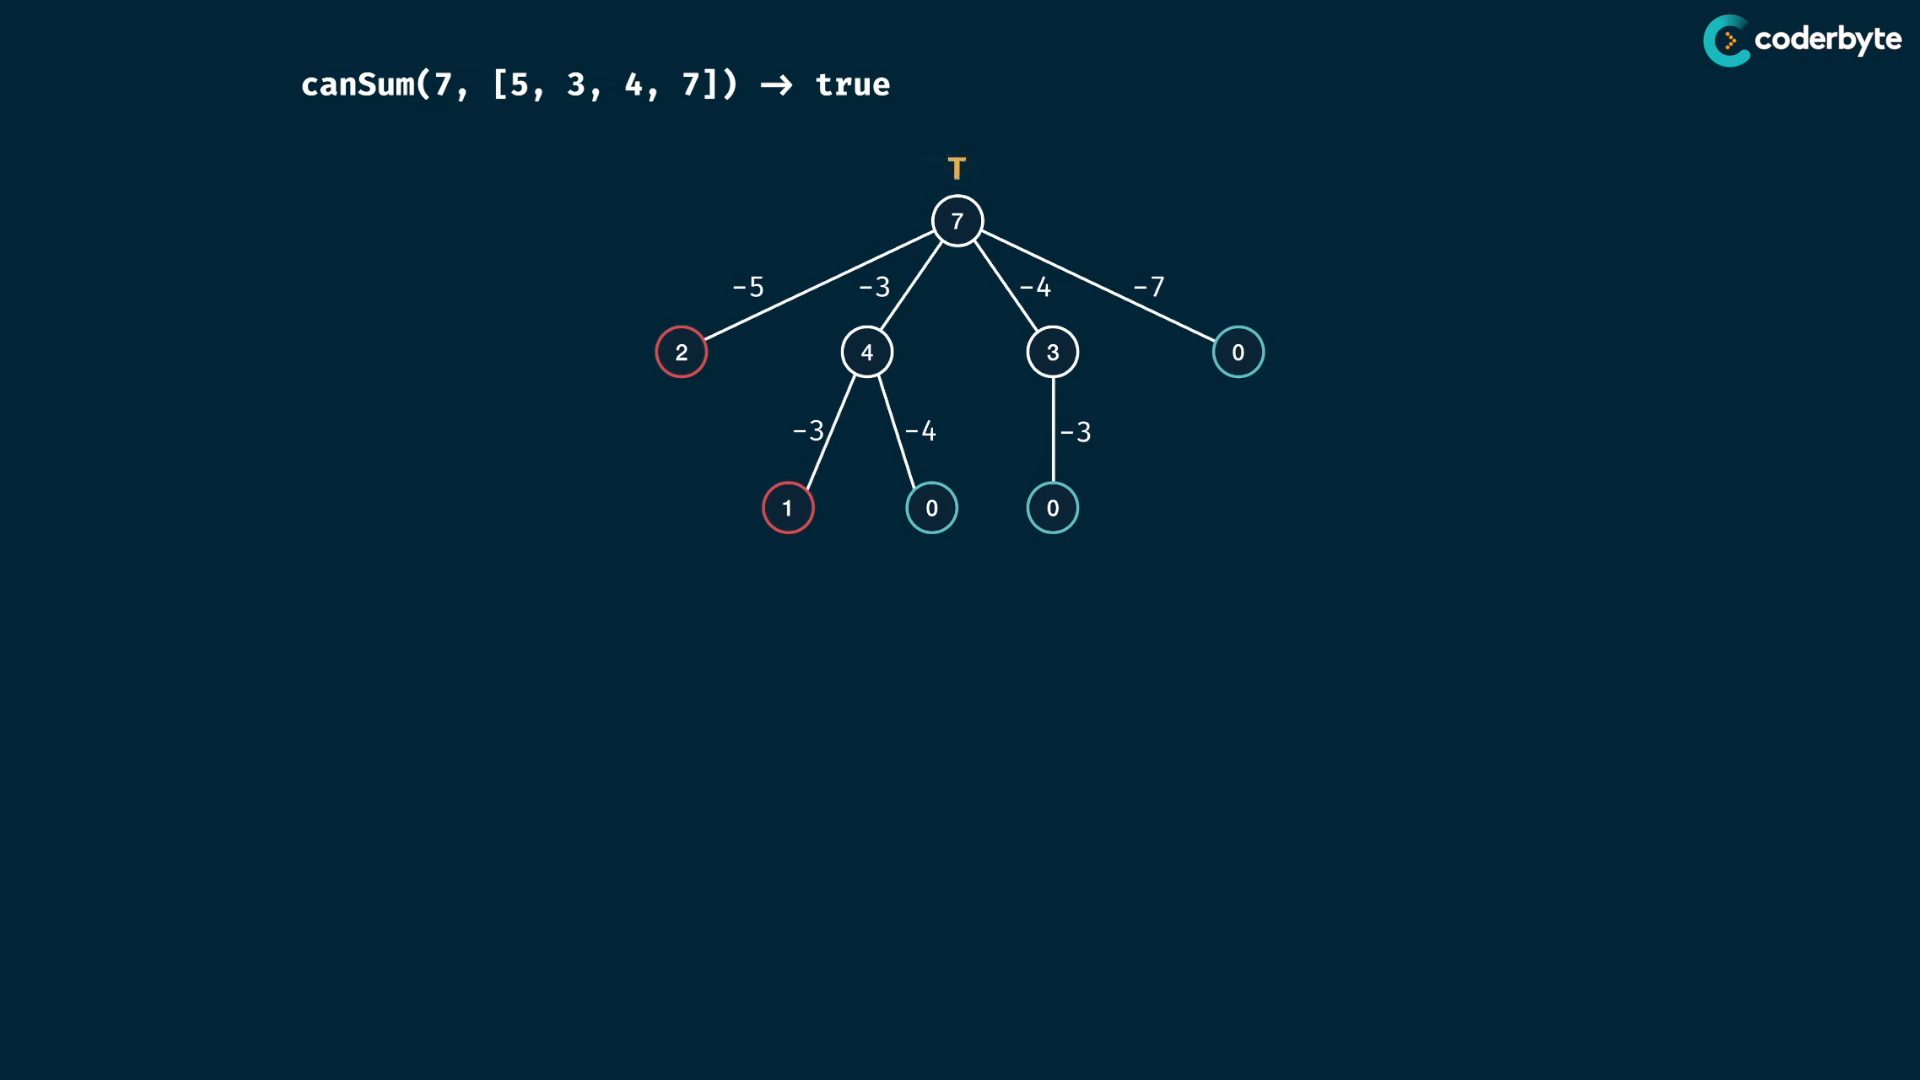 coderbyte
canSum(7, [5, 3, 4, 7]) → true
T
7
-5 -3 -4 -7
2 4 3 0
-3 -4 -3
1 0 0